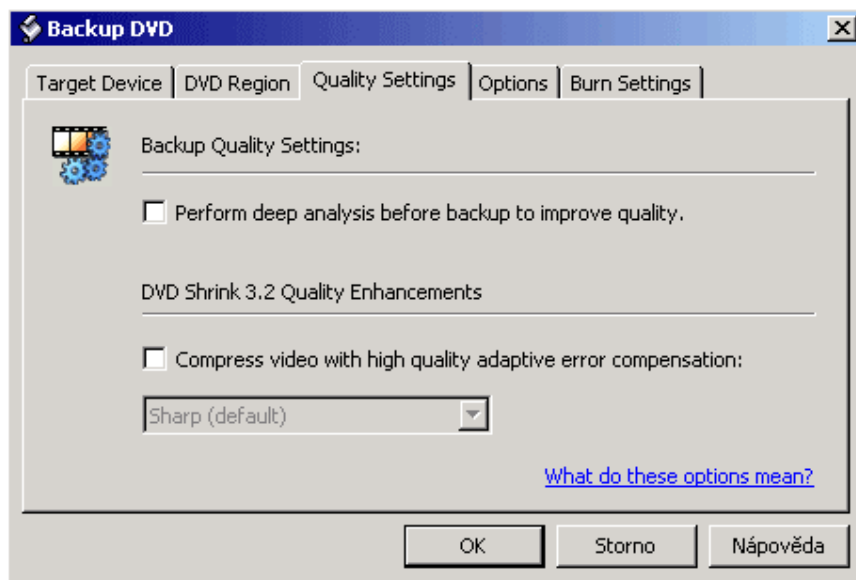 Backup DVD
Target Device DVD Region Quality Settings Options Burn Settings
Backup Quality Settings:
Perform deep analysis before backup to improve quality.
DVD Shrink 3.2 Quality Enhancements
Compress video with high quality adaptive error compensation:
Sharp (default)
What do these options mean?
OK Storno Nápověda